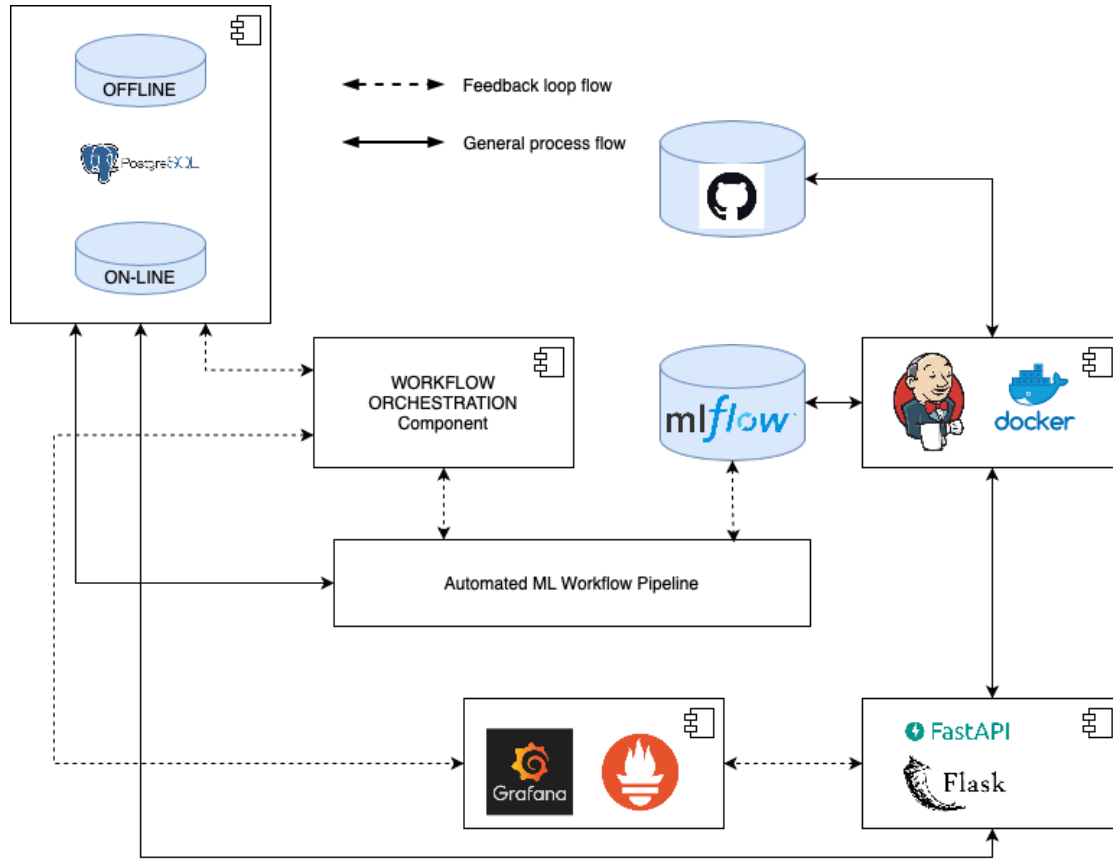 OFFLINE
PostgreSQL
ON-LINE
Feedback loop flow
General process flow
WORKFLOW
ORCHESTRATION
Component
mlflow
docker
Automated ML Workflow Pipeline
Grafana
FastAPI
Flask